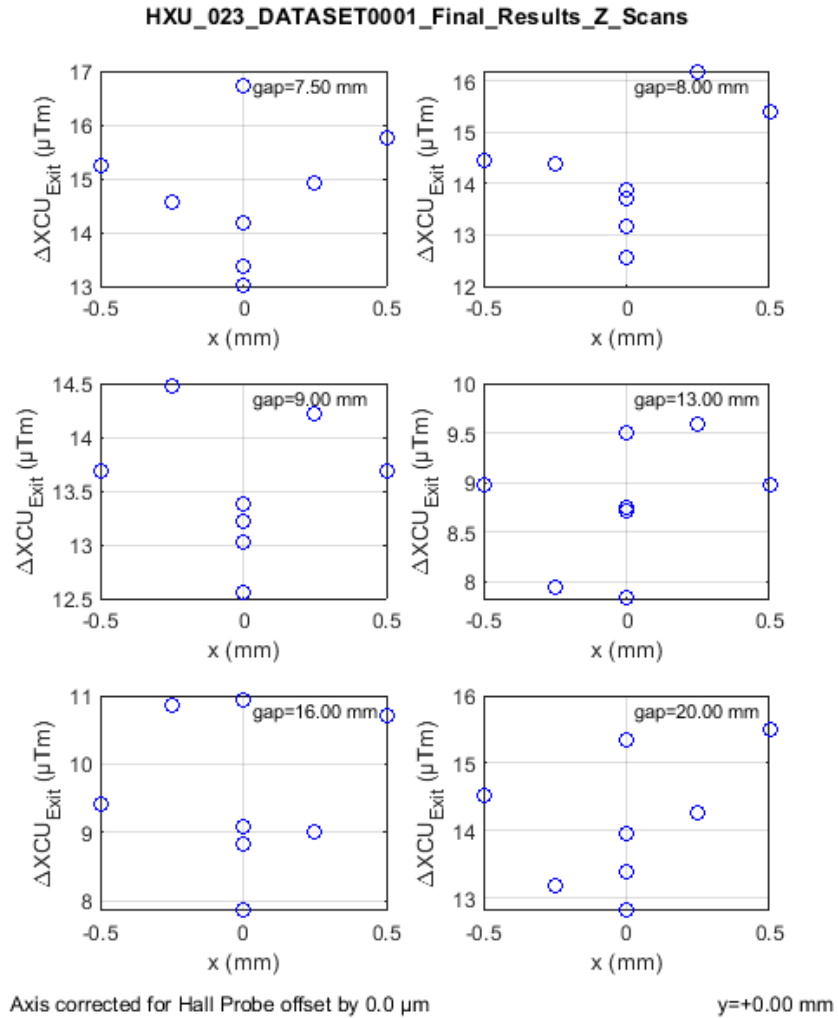 HXU_023_DATASET0001_Final_Results_Z_Scans
17
16
15
14
13
gap=7.50 mm
ΔXCU_Exit (µTm)
-0.5
0
0.5
x (mm)
16
15
14
13
12
gap=8.00 mm
ΔXCU_Exit (µTm)
-0.5
0
0.5
x (mm)
14.5
14
13.5
13
12.5
gap=9.00 mm
ΔXCU_Exit (µTm)
-0.5
0
0.5
x (mm)
10
9.5
9
8.5
8
gap=13.00 mm
ΔXCU_Exit (µTm)
-0.5
0
0.5
x (mm)
11
10
9
8
gap=16.00 mm
ΔXCU_Exit (µTm)
-0.5
0
0.5
x (mm)
16
15
14
13
gap=20.00 mm
ΔXCU_Exit (µTm)
-0.5
0
0.5
x (mm)
Axis corrected for Hall Probe offset by 0.0 µm
y=+0.00 mm